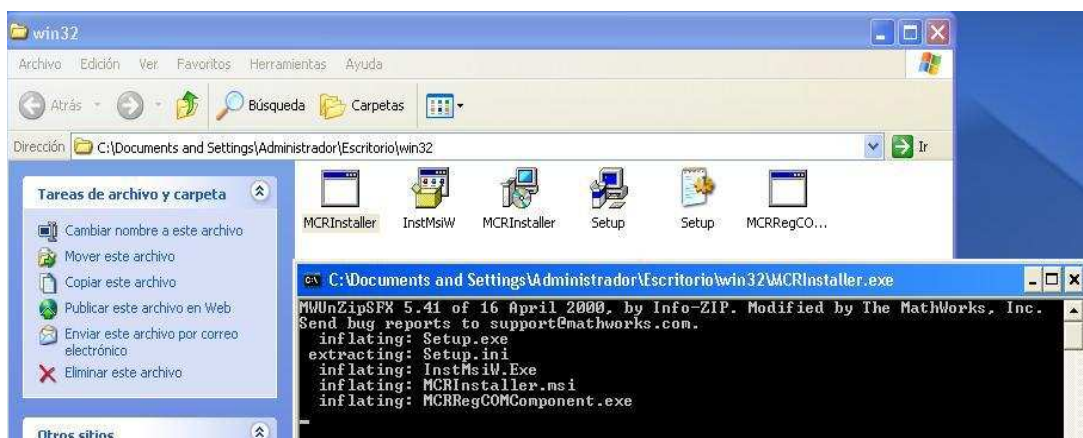 win32
Archivo Edición Ver Favoritos Herramientas Ayuda
Atrás Búsqueda Carpetas
Dirección C:\Documents and Settings\Administrador\Escritorio\win32 Ir
Tareas de archivo y carpeta
Cambiar nombre a este archivo
Mover este archivo
Copiar este archivo
Publicar este archivo en Web
Enviar este archivo por correo
electrónico
Eliminar este archivo
Otros sitios
MCRInstaller InstMsiW MCRInstaller Setup Setup MCRRegCO...
C:\Documents and Settings\Administrador\Escritorio\win32\MCRInstaller.exe
MWUnZipSFX 5.41 of 16 April 2000, by Info-ZIP. Modified by The MathWorks, Inc.
Send bug reports to support@mathworks.com.
inflating: Setup.exe
extracting: Setup.ini
inflating: InstMsiW.Exe
inflating: MCRInstaller.msi
inflating: MCRRegCOMComponent.exe